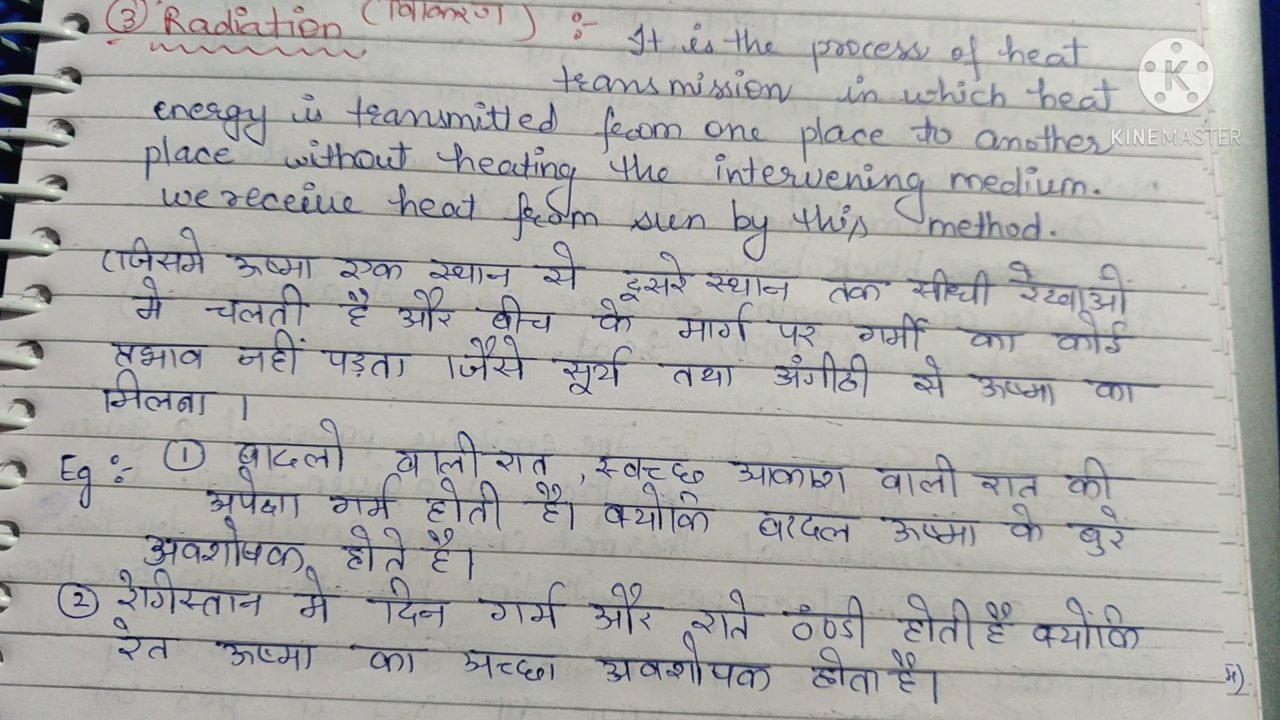 ③ Radiation (विकिरण) :- It is the process of heat
transmission in which heat
energy is transmitted from one place to another
place without heating the intervening medium.
we receive heat from sun by this method.
(जिसमे ऊष्मा एक स्थान से दूसरे स्थान तक सीधी रेखाओं
मे चलती है और बीच के मार्ग पर गर्मी का कोई
प्रभाव नहीं पड़ता। जैसे सूर्य तथा अंगीठी से ऊष्मा का
मिलना।
Eg :- ① बादलो वाली रात, स्वच्छ आकाश वाली रात की
अपेक्षा गर्म होती है। क्योंकि बादल ऊष्मा के बुरे
अवशोषक होते है।
② रेगीस्तान में दिन गर्म और राते ठण्डी होती है क्योंकि
रेत ऊष्मा का अच्छा अवशोषक होता है।
K
KINEMASTER